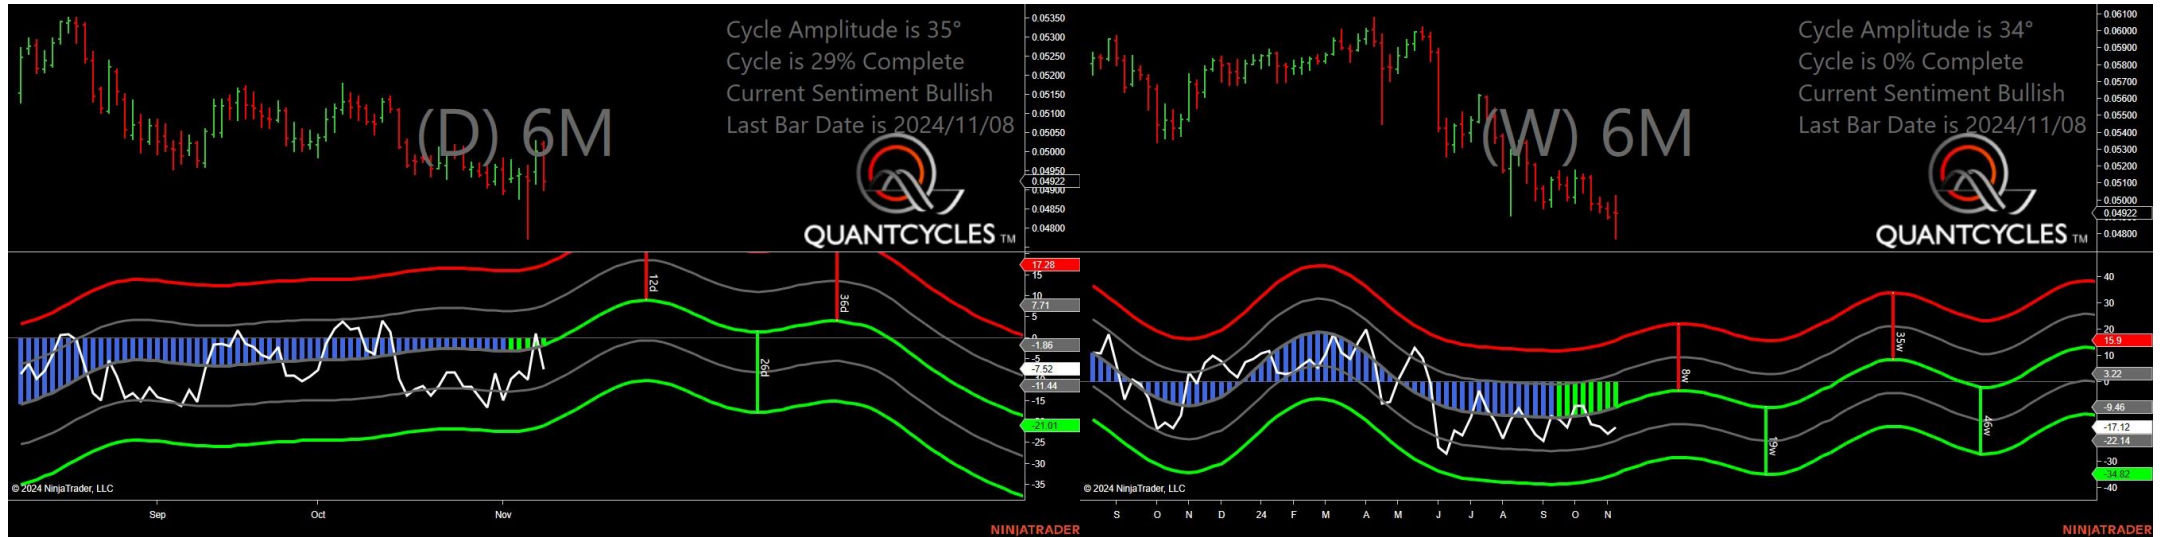 Cycle Amplitude is 35°
Cycle is 29% Complete
Current Sentiment Bullish
Last Bar Date is 2024/11/08
(D) 6M
QUANTCYCLES TM
0.05350
0.05300
0.05250
0.05200
0.05150
0.05100
0.05050
0.05000
0.04950
0.04922
0.04900
0.04850
0.04800
17.28
15
10
7.71
5
0
-1.86
-5
-7.52
-11.44
-15
-21.01
-25
-30
-35
12d
26d
36d
© 2024 NinjaTrader, LLC
Sep Oct Nov
NINJATRADER
Cycle Amplitude is 34°
Cycle is 0% Complete
Current Sentiment Bullish
Last Bar Date is 2024/11/08
(W) 6M
QUANTCYCLES TM
0.06100
0.06000
0.05900
0.05800
0.05700
0.05600
0.05500
0.05400
0.05300
0.05200
0.05100
0.05000
0.04922
0.04800
40
30
20
15.9
10
3.22
0
-9.46
-17.12
-22.14
-30
-34.82
-40
8w
19w
35w
46w
© 2024 NinjaTrader, LLC
S O N D 24 F M A M J J A S O N
NINJATRADER